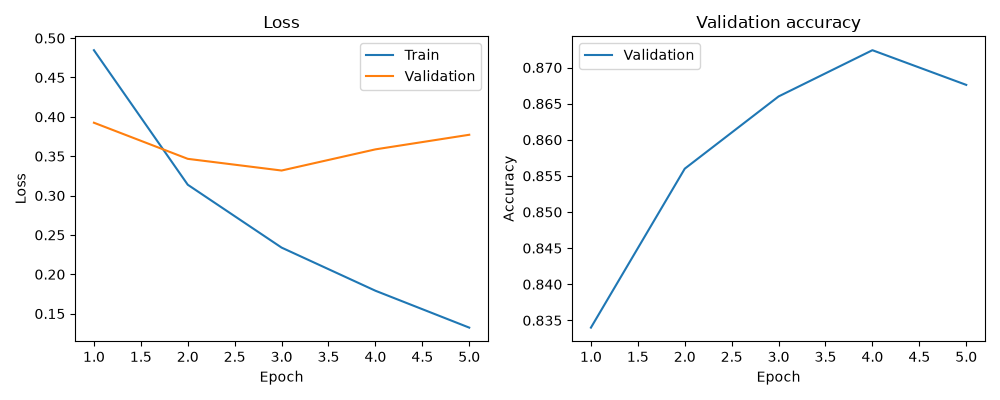 Loss
0.50
0.45
0.40
0.35
0.30
0.25
0.20
0.15
Loss
1.0 1.5 2.0 2.5 3.0 3.5 4.0 4.5 5.0
Epoch
Train
Validation
Validation accuracy
0.870
0.865
0.860
0.855
0.850
0.845
0.840
0.835
Accuracy
1.0 1.5 2.0 2.5 3.0 3.5 4.0 4.5 5.0
Epoch
Validation